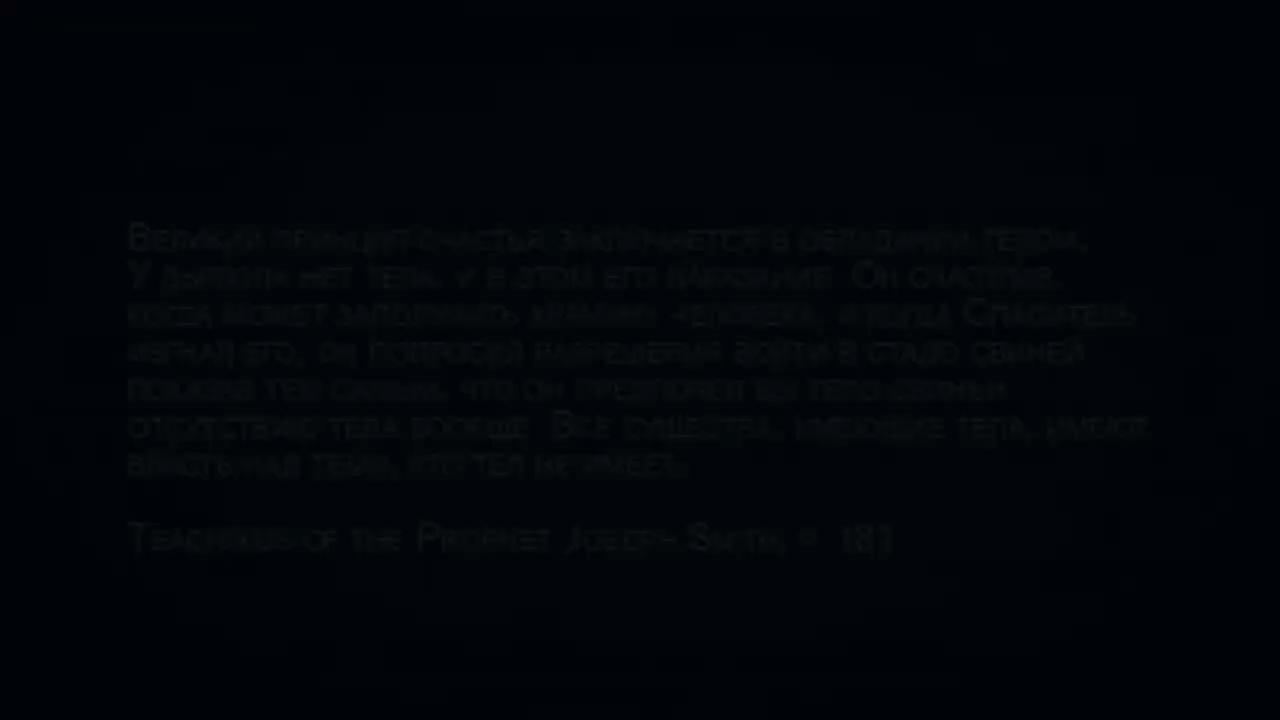 Великий принцип счастья заключается в обладании телом.
У дьявола нет тела, и в этом его наказание. Он счастлив,
когда может заполучить храмину человека, и когда Спаситель
изгнал его, он попросил разрешения войти в стадо свиней
показав тем самым, что он предпочел бы тело свиньи
отсутствию тела вообще. Все существа, имеющие тела, имеют
власть над теми, кто тел не имеет.
Teachings of the Prophet Joseph Smith, p. 181